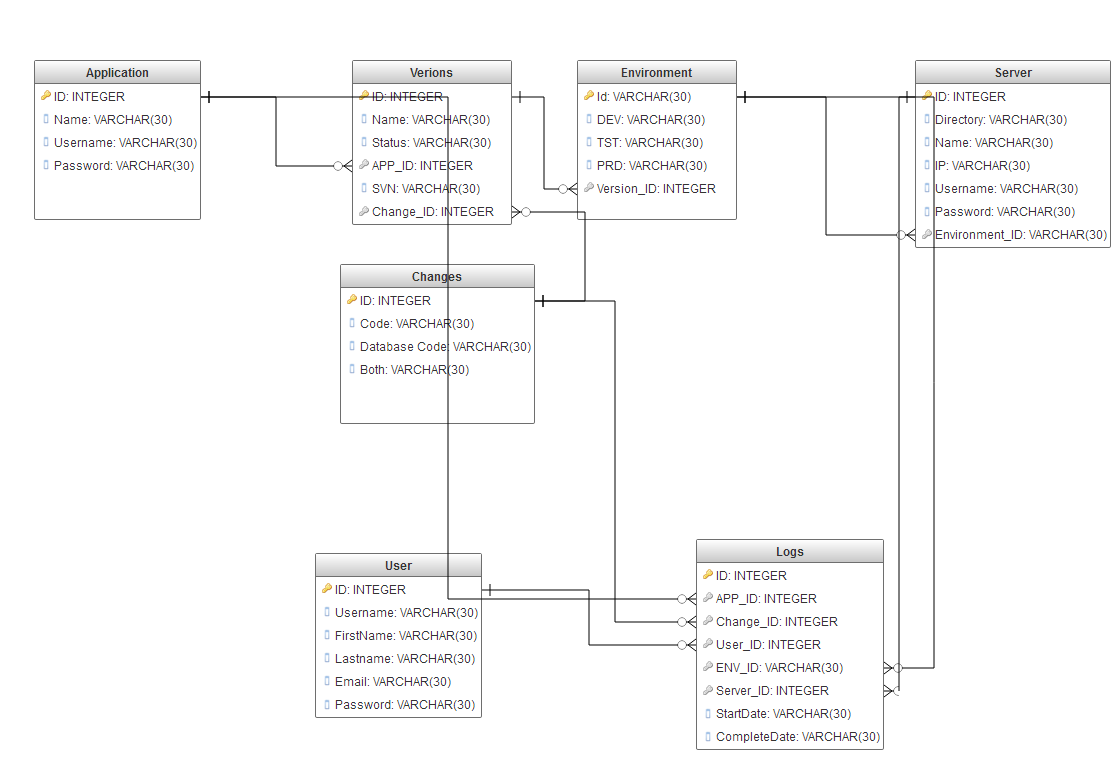 Application
ID: INTEGER
Name: VARCHAR(30)
Username: VARCHAR(30)
Password: VARCHAR(30)
Verions
ID: INTEGER
Name: VARCHAR(30)
Status: VARCHAR(30)
APP_ID: INTEGER
SVN: VARCHAR(30)
Change_ID: INTEGER
Environment
Id: VARCHAR(30)
DEV: VARCHAR(30)
TST: VARCHAR(30)
PRD: VARCHAR(30)
Version_ID: INTEGER
Server
ID: INTEGER
Directory: VARCHAR(30)
Name: VARCHAR(30)
IP: VARCHAR(30)
Username: VARCHAR(30)
Password: VARCHAR(30)
Environment_ID: VARCHAR(30)
Changes
ID: INTEGER
Code: VARCHAR(30)
Database Code: VARCHAR(30)
Both: VARCHAR(30)
User
ID: INTEGER
Username: VARCHAR(30)
FirstName: VARCHAR(30)
Lastname: VARCHAR(30)
Email: VARCHAR(30)
Password: VARCHAR(30)
Logs
ID: INTEGER
APP_ID: INTEGER
Change_ID: INTEGER
User_ID: INTEGER
ENV_ID: VARCHAR(30)
Server_ID: INTEGER
StartDate: VARCHAR(30)
CompleteDate: VARCHAR(30)